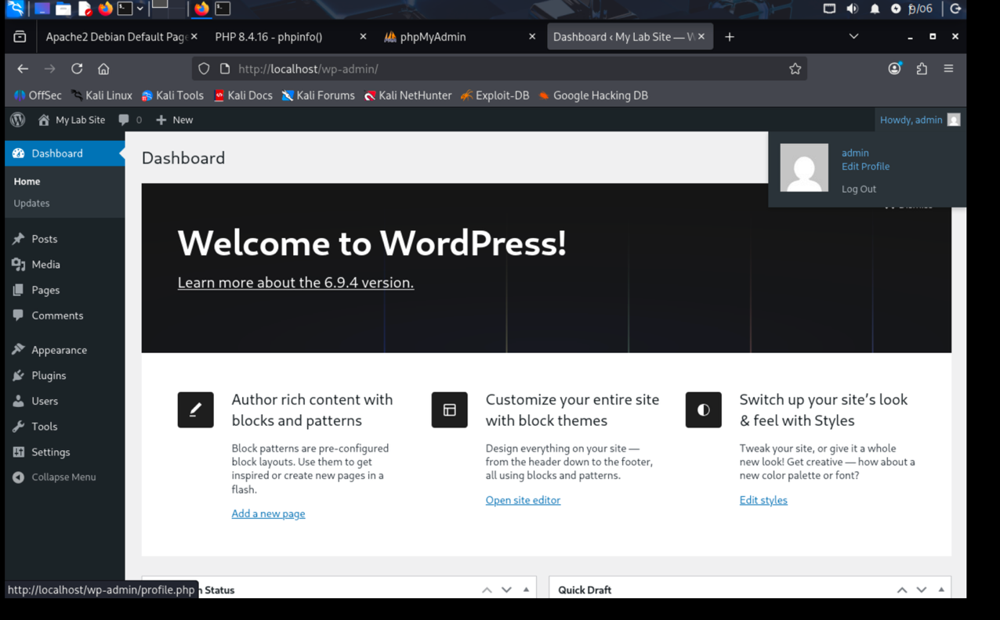 Apache2 Debian Default Pag
PHP 8.4.16 - phpinfo()
phpMyAdmin
Dashboard ‹ My Lab Site — W
http://localhost/wp-admin/
OffSec
Kali Linux
Kali Tools
Kali Docs
Kali Forums
Kali NetHunter
Exploit-DB
Google Hacking DB
My Lab Site
0
New
Howdy, admin
admin
Edit Profile
Log Out
Dashboard
Home
Updates
Posts
Media
Pages
Comments
Appearance
Plugins
Users
Tools
Settings
Collapse Menu
Dashboard
Welcome to WordPress!
Learn more about the 6.9.4 version.
Author rich content with
blocks and patterns
Block patterns are pre-configured
block layouts. Use them to get
inspired or create new pages in a
flash.
Add a new page
Customize your entire site
with block themes
Design everything on your site —
from the header down to the footer,
all using blocks and patterns.
Open site editor
Switch up your site’s look
& feel with Styles
Tweak your site, or give it a whole
new look! Get creative — how about a
new color palette or font?
Edit styles
http://localhost/wp-admin/profile.php
Status
Quick Draft